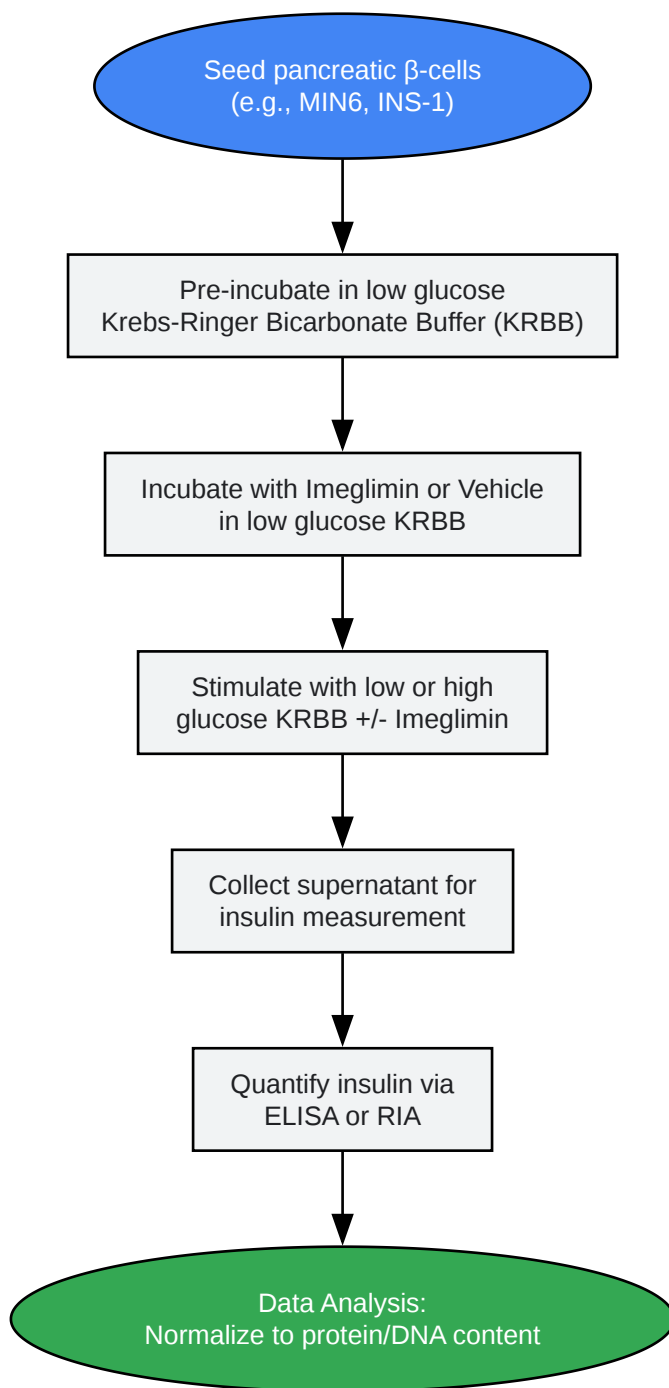 Seed pancreatic β-cells
(e.g., MIN6, INS-1)
Pre-incubate in low glucose
Krebs-Ringer Bicarbonate Buffer (KRBB)
Incubate with Imeglimin or Vehicle
in low glucose KRBB
Stimulate with low or high
glucose KRBB +/- Imeglimin
Collect supernatant for
insulin measurement
Quantify insulin via
ELISA or RIA
Data Analysis:
Normalize to protein/DNA content